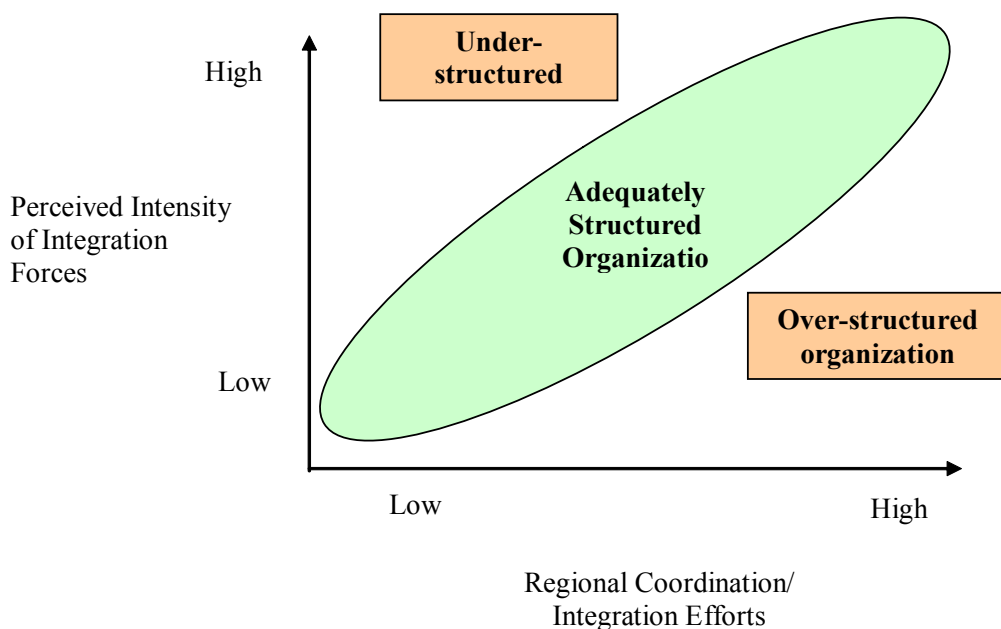 Under-
structured
High
Perceived Intensity
of Integration
Forces
Adequately
Structured
Organizatio
Over-structured
organization
Low
Low
High
Regional Coordination/
Integration Efforts